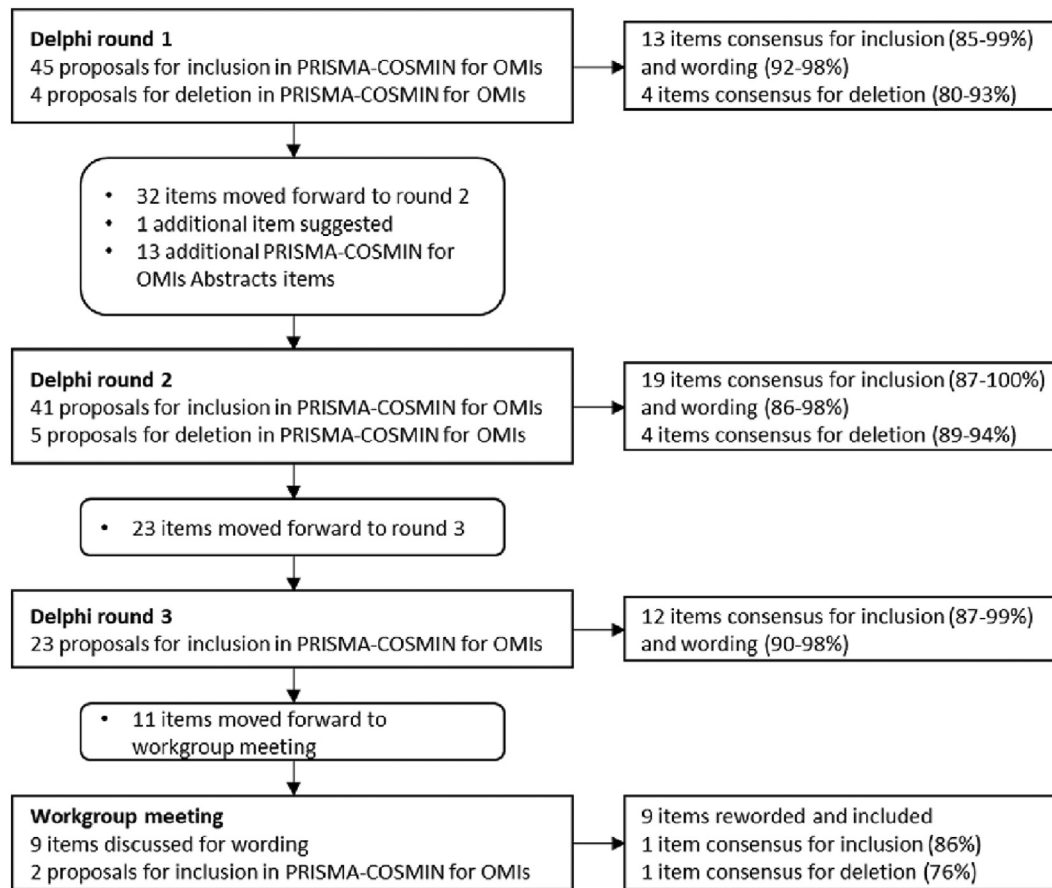 Delphi round 1
45 proposals for inclusion in PRISMA-COSMIN for OMIs
4 proposals for deletion in PRISMA-COSMIN for OMIs
13 items consensus for inclusion (85-99%)
and wording (92-98%)
4 items consensus for deletion (80-93%)
• 32 items moved forward to round 2
• 1 additional item suggested
• 13 additional PRISMA-COSMIN for
OMIs Abstracts items
Delphi round 2
41 proposals for inclusion in PRISMA-COSMIN for OMIs
5 proposals for deletion in PRISMA-COSMIN for OMIs
19 items consensus for inclusion (87-100%)
and wording (86-98%)
4 items consensus for deletion (89-94%)
• 23 items moved forward to round 3
Delphi round 3
23 proposals for inclusion in PRISMA-COSMIN for OMIs
12 items consensus for inclusion (87-99%)
and wording (90-98%)
• 11 items moved forward to
workgroup meeting
Workgroup meeting
9 items discussed for wording
2 proposals for inclusion in PRISMA-COSMIN for OMIs
9 items reworded and included
1 item consensus for inclusion (86%)
1 item consensus for deletion (76%)